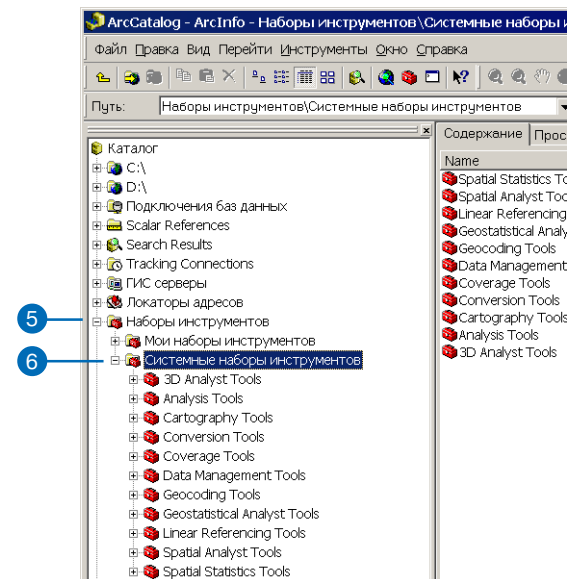 ArcCatalog - ArcInfo - Наборы инструментов\Системные наборы
Файл Правка Вид Перейти Инструменты Окно Справка
Путь: Наборы инструментов\Системные наборы инструментов
Каталог
C:\
D:\
Подключения баз данных
Scalar References
Search Results
Tracking Connections
ГИС серверы
Локаторы адресов
5 Наборы инструментов
Мои наборы инструментов
6 Системные наборы инструментов
3D Analyst Tools
Analysis Tools
Cartography Tools
Conversion Tools
Coverage Tools
Data Management Tools
Geocoding Tools
Geostatistical Analyst Tools
Linear Referencing Tools
Spatial Analyst Tools
Spatial Statistics Tools
Содержание Прос
Name
Spatial Statistics To
Spatial Analyst Too
Linear Referencing
Geostatistical Analy
Geocoding Tools
Data Management
Coverage Tools
Conversion Tools
Cartography Tools
Analysis Tools
3D Analyst Tools